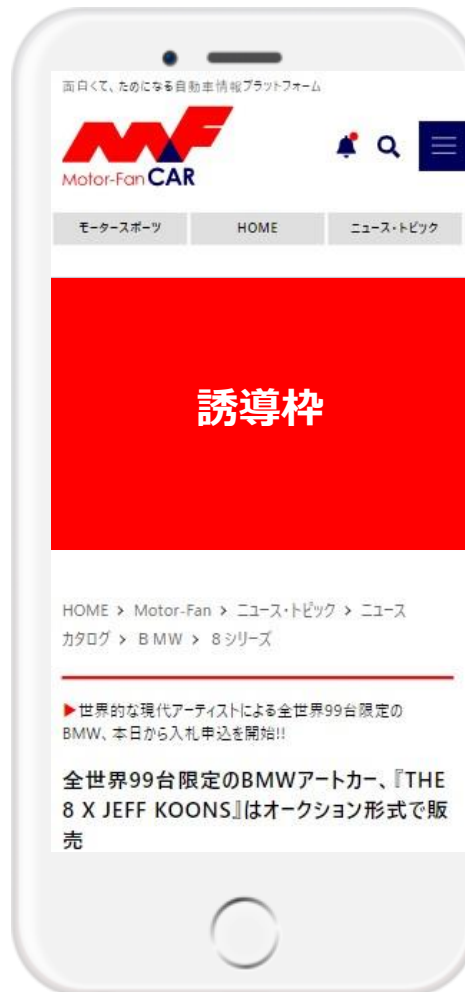 面白くて、ためになる自動車情報プラットフォーム
MF
Motor-Fan CAR
モータースポーツ
HOME
ニュース・トピック
誘導枠
HOME > Motor-Fan > ニュース・トピック > ニュース
カタログ > BMW > 8シリーズ
▶世界的な現代アーティストによる全世界99台限定の
BMW、本日から入札申込を開始!!
全世界99台限定のBMWアートカー、『THE
8 X JEFF KOONS』はオークション形式で販
売